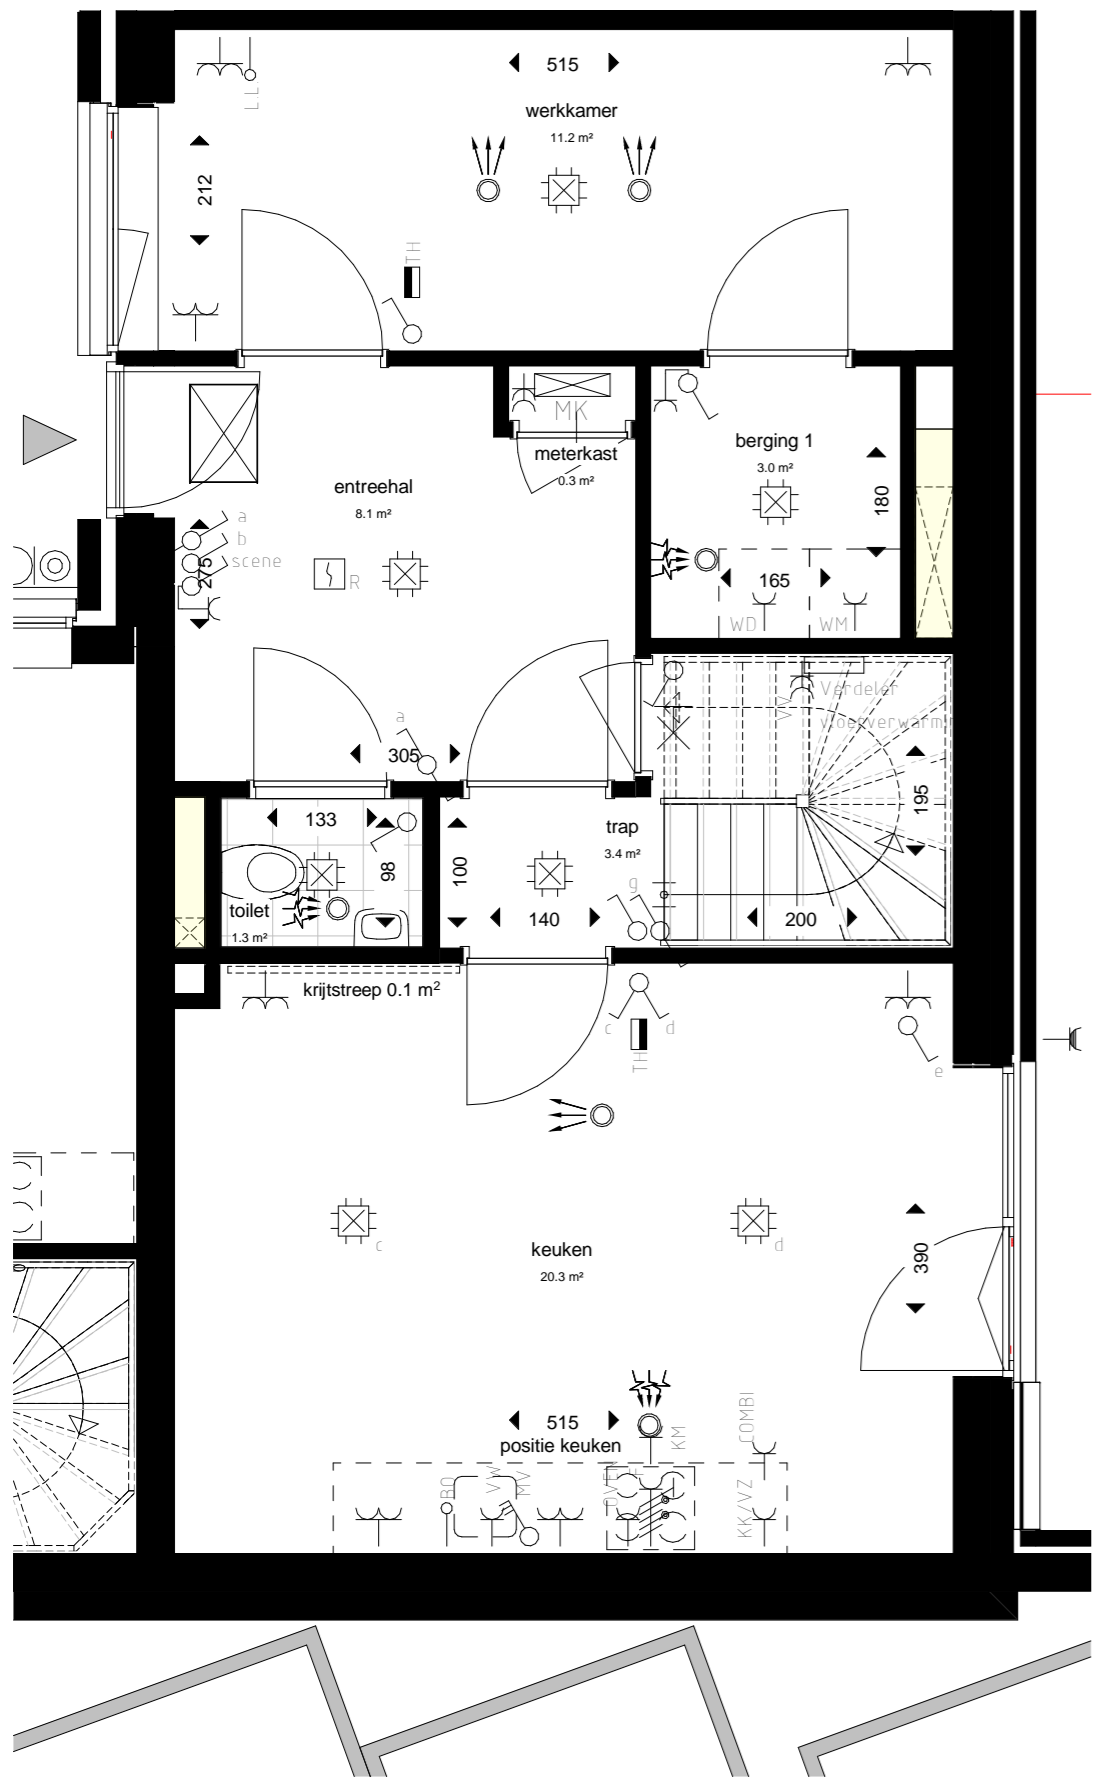 515
LL
werkkamer
11.2 m²
212
TH
MK
meterkast
0.3 m²
berging 1
3.0 m²
180
entreehal
8.1 m²
a
b
scene
275
R
165
WD
WM
Verdeler
vloerverwarm
VV
a
305
195
133
98
100
trap
3.4 m²
g
toilet
1.3 m²
140
200
krijtstreep 0.1 m²
c
d
TH
e
c
d
keuken
20.3 m²
390
515
positie keuken
KM
COMBI
BO
VW
MV
OVEN
KK/VZ